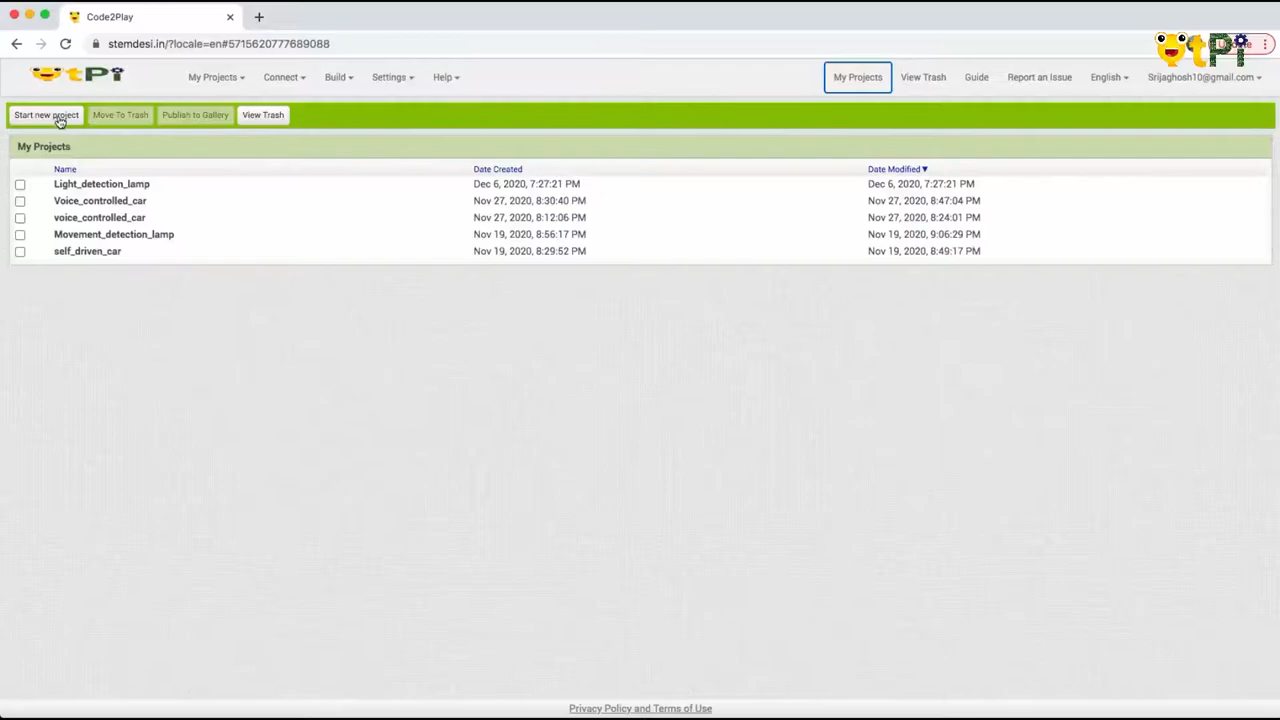 Code2Play
stemdesi.in/?locale=en#5715620777689088
utPi
My Projects Connect Build Settings Help My Projects View Trash Guide Report an Issue English Srijaghosh10@gmail.com
Start new project Move To Trash Publish to Gallery View Trash
My Projects
Name Date Created Date Modified
Light_detection_lamp Dec 6, 2020, 7:27:21 PM Dec 6, 2020, 7:27:21 PM
Voice_controlled_car Nov 27, 2020, 8:30:40 PM Nov 27, 2020, 8:47:04 PM
voice_controlled_car Nov 27, 2020, 8:12:06 PM Nov 27, 2020, 8:24:01 PM
Movement_detection_lamp Nov 19, 2020, 8:56:17 PM Nov 19, 2020, 9:06:29 PM
self_driven_car Nov 19, 2020, 8:29:52 PM Nov 19, 2020, 8:49:17 PM
Privacy Policy and Terms of Use